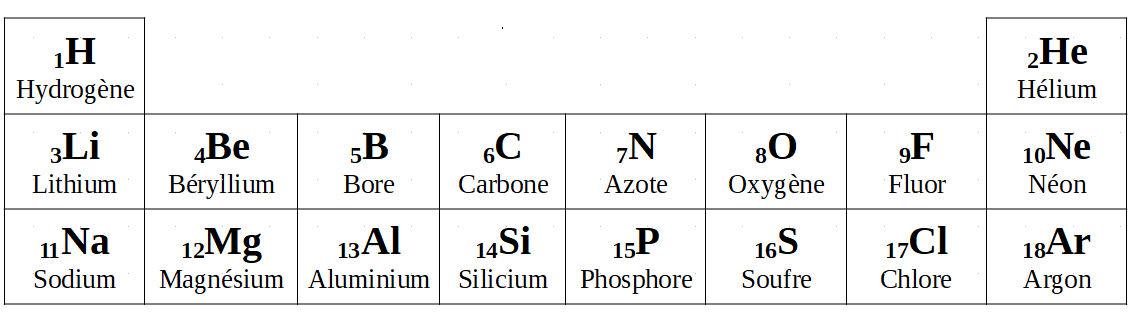 1H 2He
Hydrogène Hélium
3Li 4Be 5B 6C 7N 8O 9F 10Ne
Lithium Béryllium Bore Carbone Azote Oxygène Fluor Néon
11Na 12Mg 13Al 14Si 15P 16S 17Cl 18Ar
Sodium Magnésium Aluminium Silicium Phosphore Soufre Chlore Argon